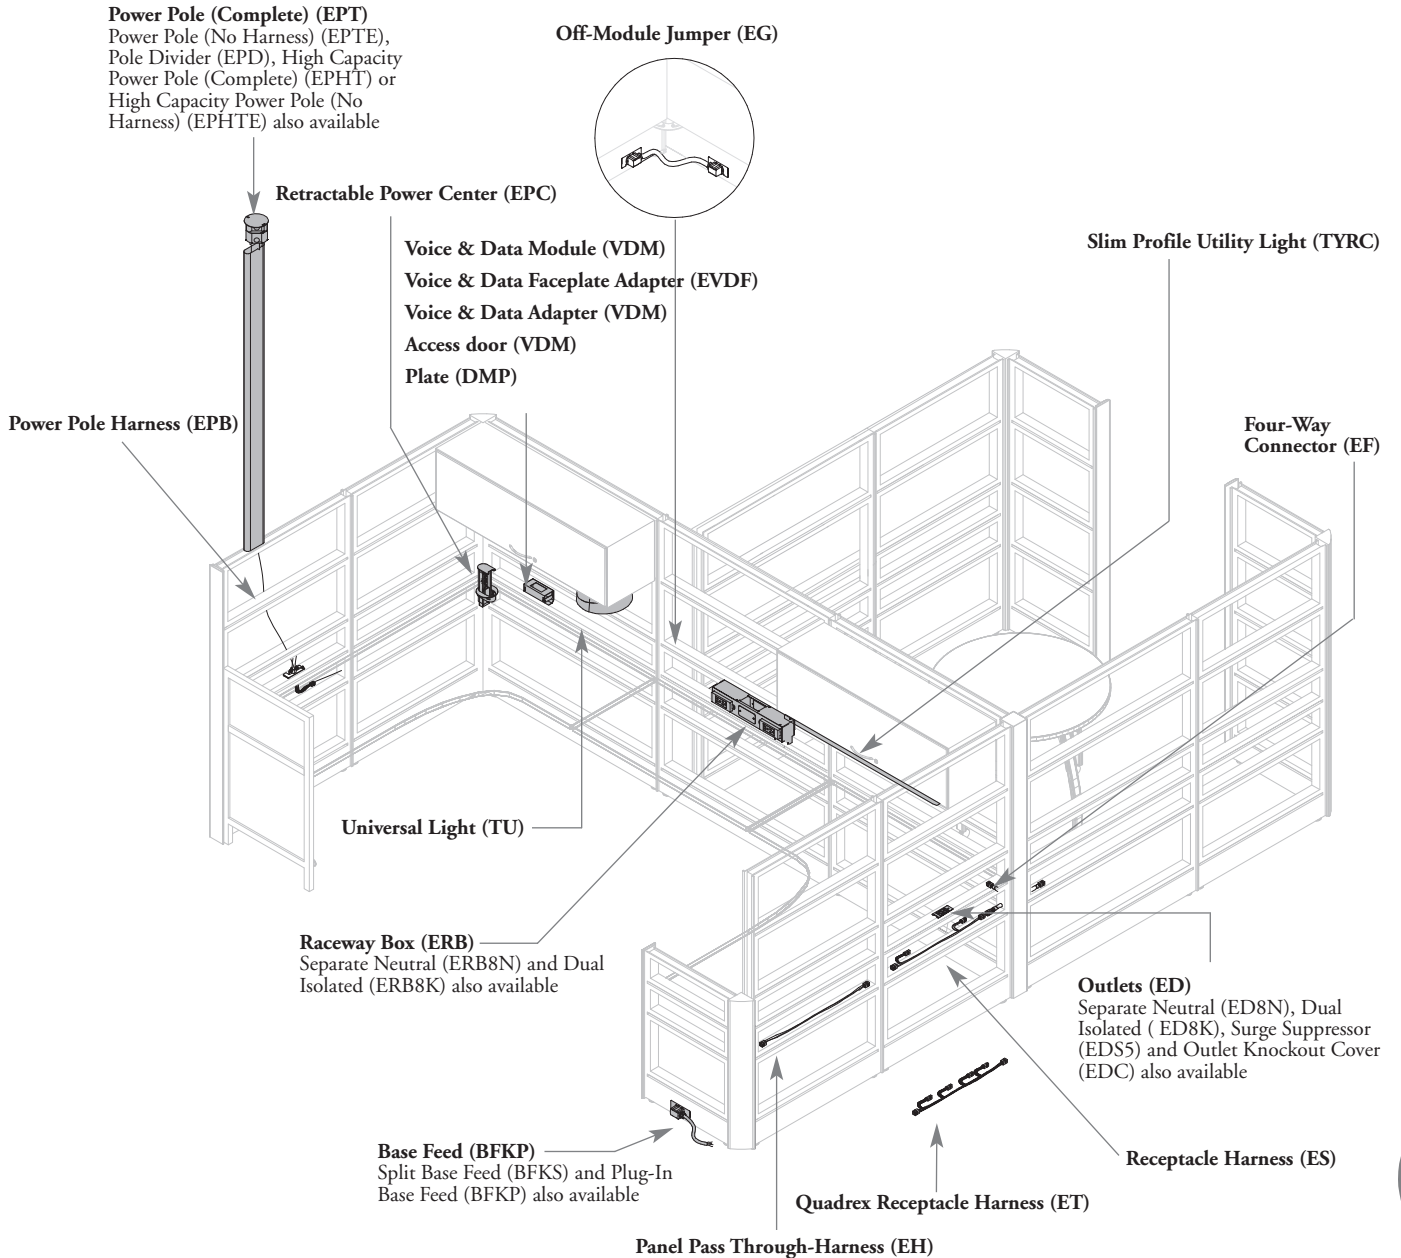 Power Pole (Complete) (EPT)
Power Pole (No Harness) (EPTE),
Pole Divider (EPD), High Capacity
Power Pole (Complete) (EPHT) or
High Capacity Power Pole (No
Harness) (EPHTE) also available
Off-Module Jumper (EG)
Retractable Power Center (EPC)
Voice & Data Module (VDM)
Voice & Data Faceplate Adapter (EVDF)
Voice & Data Adapter (VDM)
Access door (VDM)
Plate (DMP)
Slim Profile Utility Light (TYRC)
Power Pole Harness (EPB)
Four-Way
Connector (EF)
Universal Light (TU)
Raceway Box (ERB)
Separate Neutral (ERB8N) and Dual
Isolated (ERB8K) also available
Outlets (ED)
Separate Neutral (ED8N), Dual
Isolated ( ED8K), Surge Suppressor
(EDS5) and Outlet Knockout Cover
(EDC) also available
Base Feed (BFKP)
Split Base Feed (BFKS) and Plug-In
Base Feed (BFKP) also available
Receptacle Harness (ES)
Quadrex Receptacle Harness (ET)
Panel Pass Through-Harness (EH)